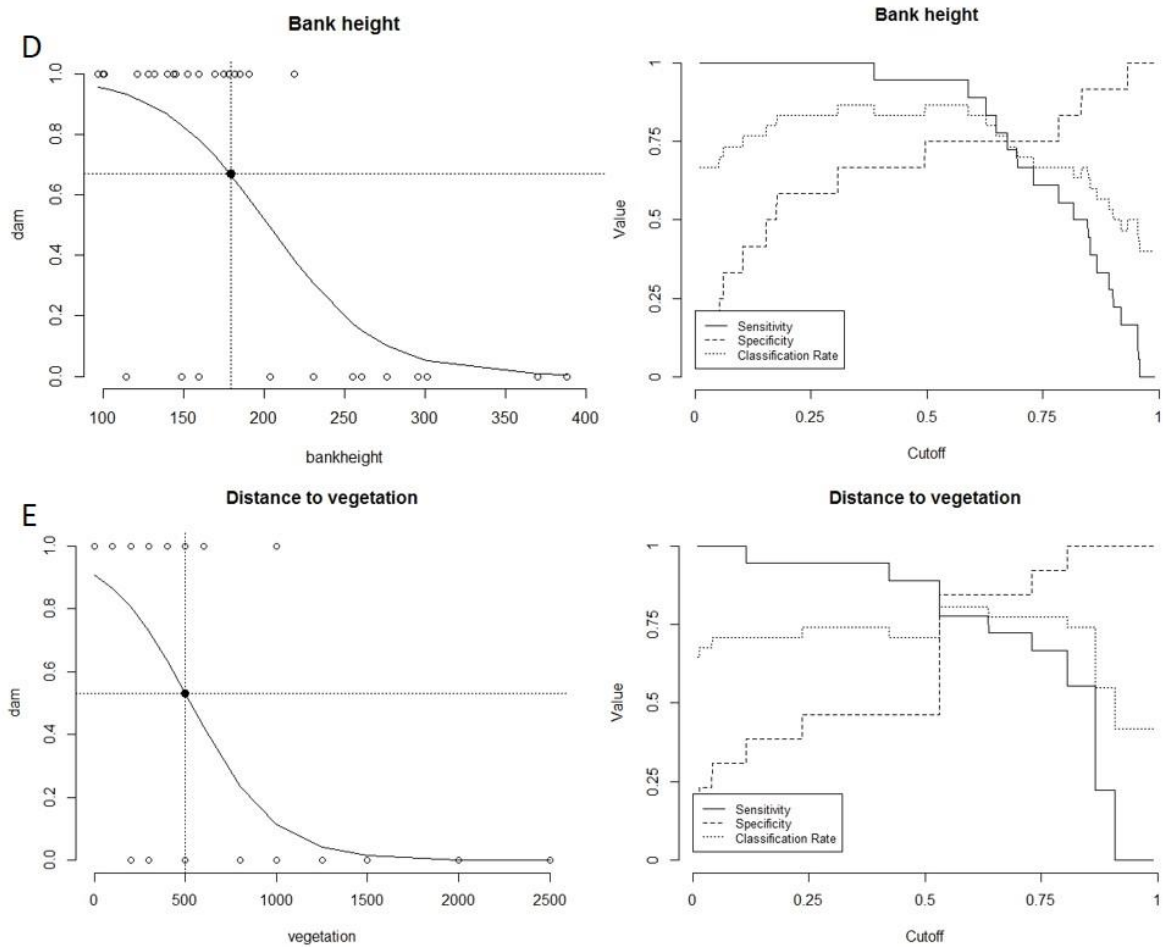 D
Bank height
dam
0.0 0.2 0.4 0.6 0.8 1.0
100 150 200 250 300 350 400
bankheight
Bank height
Value
0 0.25 0.5 0.75 1
Sensitivity
Specificity
Classification Rate
0 0.25 0.5 0.75 1
Cutoff
E
Distance to vegetation
dam
0.0 0.2 0.4 0.6 0.8 1.0
0 500 1000 1500 2000 2500
vegetation
Distance to vegetation
Value
0 0.25 0.5 0.75 1
Sensitivity
Specificity
Classification Rate
0 0.25 0.5 0.75 1
Cutoff